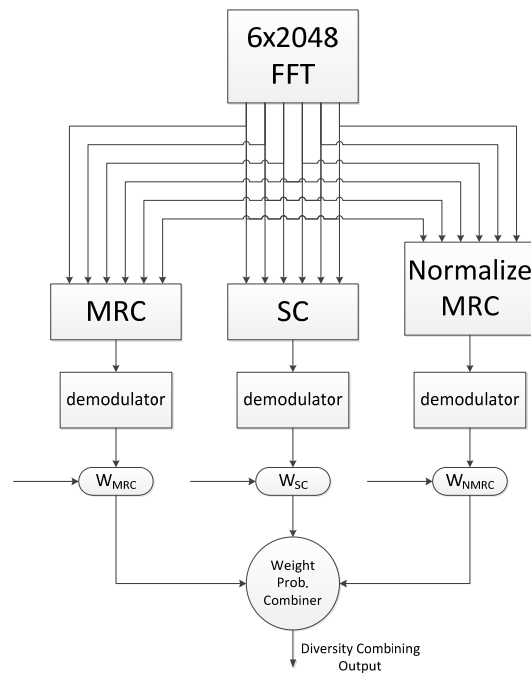 6x2048
FFT
MRC
SC
Normalize
MRC
demodulator
demodulator
demodulator
WMRC
WSC
WNMRC
Weight
Prob.
Combiner
Diversity Combining
Output